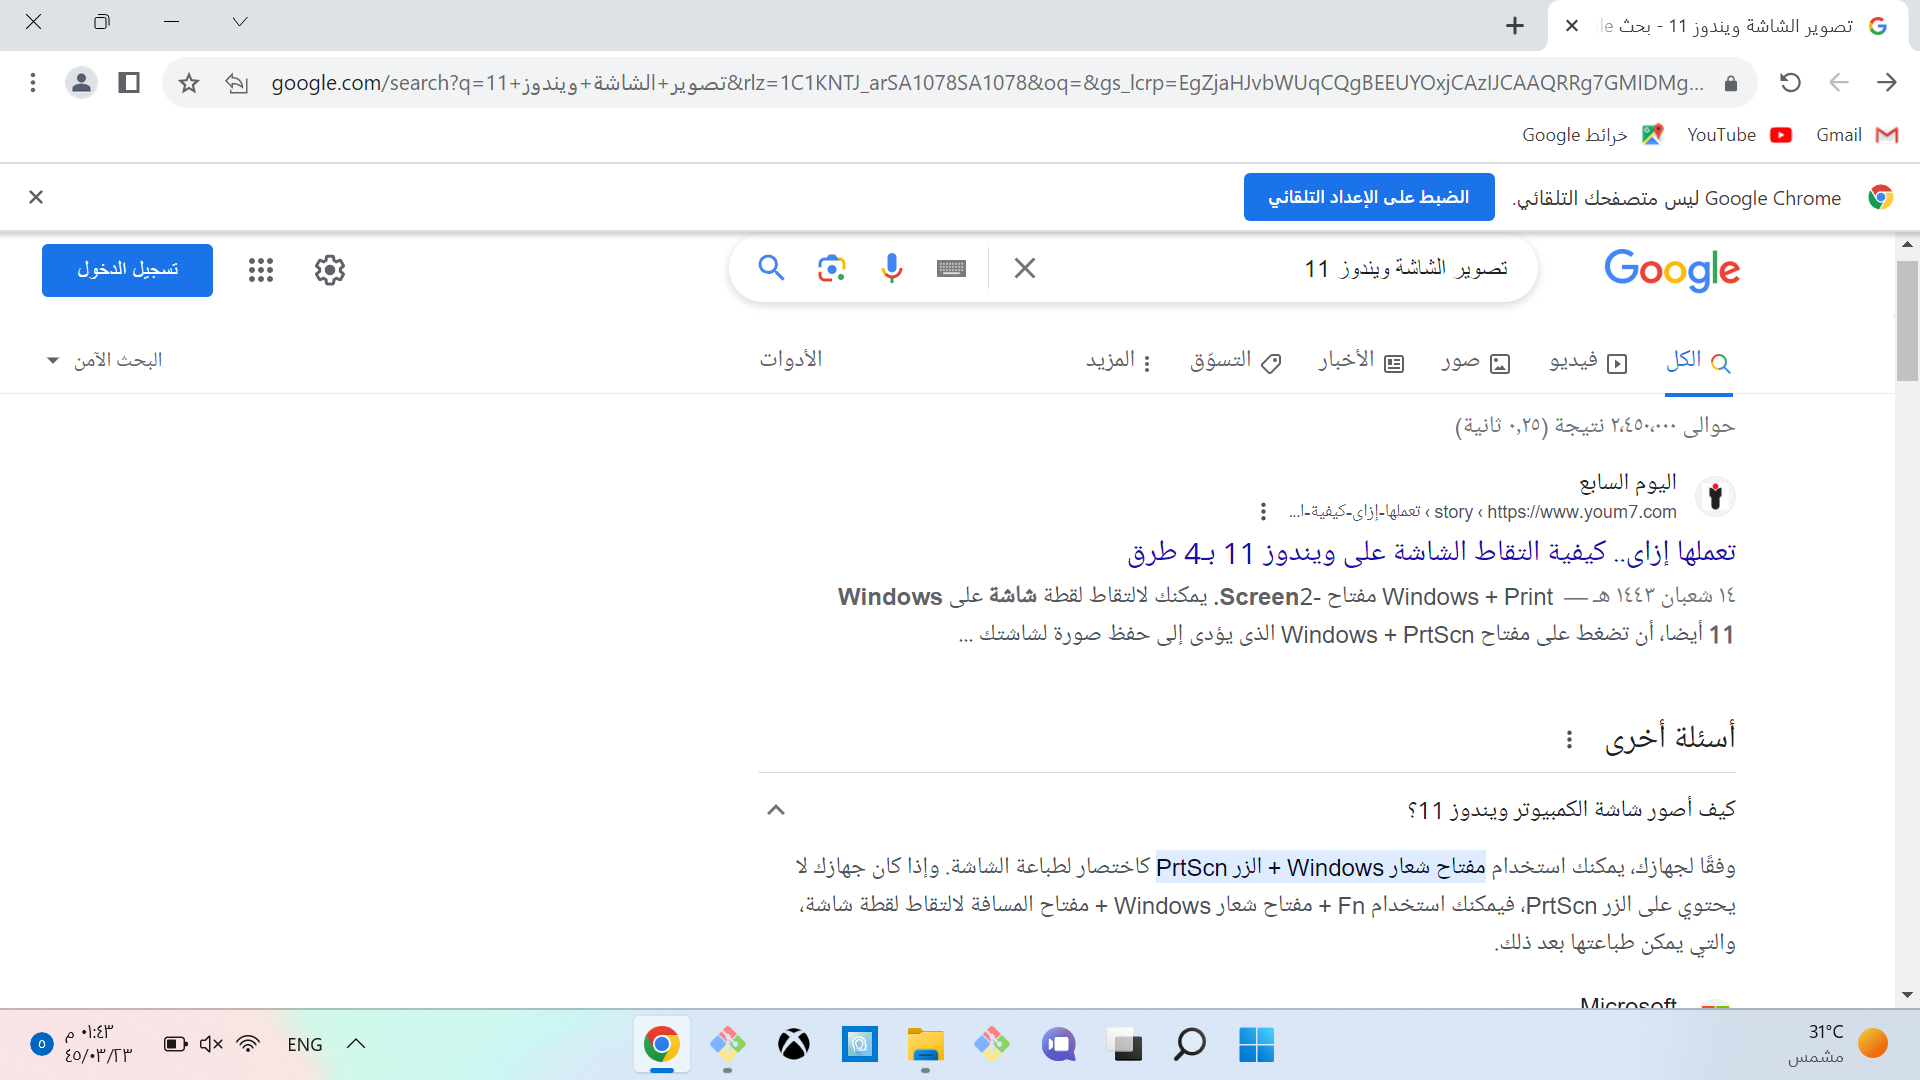 تصوير الشاشة ويندوز 11 - بحث
google.com/search?q=11+تصوير+الشاشة+ويندوز&rlz=1C1KNTJ_arSA1078SA1078&oq=&gs_lcrp=EgZjaHJvbWUqCQgBEEUYOxjCAzIJCAAQRRg7GMIDMg...
Gmail YouTube خرائط Google
Google Chrome ليس متصفحك التلقائي. الضبط على الإعداد التلقائي
Google تصوير الشاشة ويندوز 11 تسجيل الدخول
الكل فيديو صور الأخبار التسوّق المزيد الأدوات البحث الآمن
حوالى ٢،٤٥٠،٠٠٠ نتيجة (٠,٢٥ ثانية)
اليوم السابع
https://www.youm7.com › story › تعملها-إزاى-كيفية-ا...
تعملها إزاى.. كيفية التقاط الشاشة على ويندوز 11 بـ4 طرق
١٤ شعبان ١٤٤٣ هـ — Windows + Print مفتاح -2Screen. يمكنك لالتقاط لقطة شاشة على Windows
11 أيضا، أن تضغط على مفتاح Windows + PrtScn الذى يؤدى إلى حفظ صورة لشاشتك ...
أسئلة أخرى
كيف أصور شاشة الكمبيوتر ويندوز 11؟
وفقًا لجهازك، يمكنك استخدام مفتاح شعار Windows + الزر PrtScn كاختصار لطباعة الشاشة. وإذا كان جهازك لا
يحتوي على الزر PrtScn، فيمكنك استخدام Fn + مفتاح شعار Windows + مفتاح المسافة لالتقاط لقطة شاشة،
والتي يمكن طباعتها بعد ذلك.
Microsoft
31°C
مشمس
ENG
٠١:٤٣ م
٤٥/٠٣/٢٣
٥